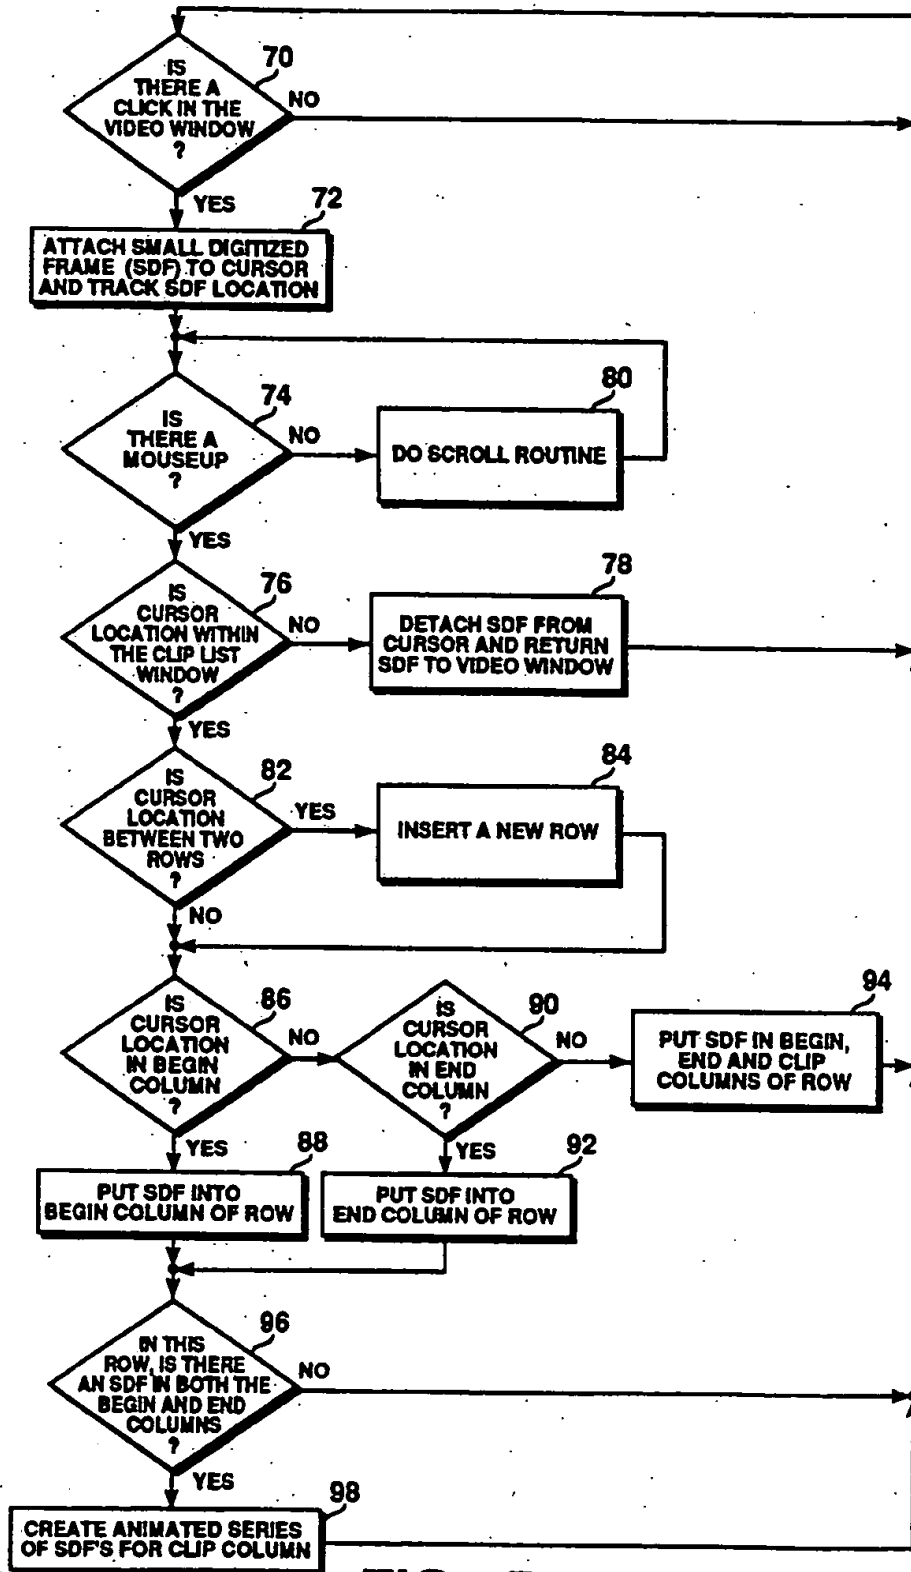 70
IS
THERE A
CLICK IN THE
VIDEO WINDOW
?
NO
YES
72
ATTACH SMALL DIGITIZED
FRAME (SDF) TO CURSOR
AND TRACK SDF LOCATION
74
IS
THERE A
MOUSEUP
?
NO
80
DO SCROLL ROUTINE
YES
76
IS
CURSOR
LOCATION WITHIN
THE CLIP LIST
WINDOW
?
NO
78
DETACH SDF FROM
CURSOR AND RETURN
SDF TO VIDEO WINDOW
YES
82
IS
CURSOR
LOCATION
BETWEEN TWO
ROWS
?
YES
84
INSERT A NEW ROW
NO
86
IS
CURSOR
LOCATION
IN BEGIN
COLUMN
?
NO
90
IS
CURSOR
LOCATION
IN END
COLUMN
?
NO
94
PUT SDF IN BEGIN,
END AND CLIP
COLUMNS OF ROW
YES
88
PUT SDF INTO
BEGIN COLUMN OF ROW
YES
92
PUT SDF INTO
END COLUMN OF ROW
96
IN THIS
ROW, IS THERE
AN SDF IN BOTH THE
BEGIN AND END
COLUMNS
?
NO
YES
98
CREATE ANIMATED SERIES
OF SDF'S FOR CLIP COLUMN